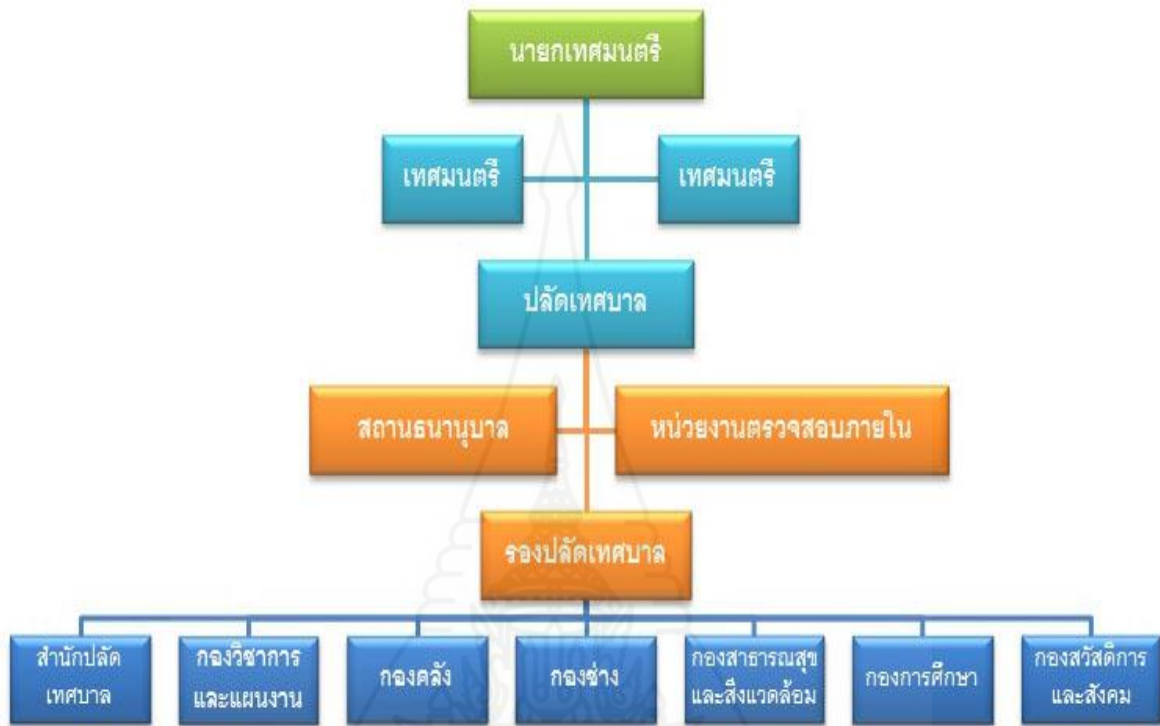 นายกเทศมนตรี
เทศมนตรี
เทศมนตรี
ปลัดเทศบาล
สถานธนานุบาล
หน่วยงานตรวจสอบภายใน
รองปลัดเทศบาล
สำนักปลัด
เทศบาล
กองวิชาการ
และแผนงาน
กองคลัง
กองช่าง
กองสาธารณสุข
และสิ่งแวดล้อม
กองการศึกษา
กองสวัสดิการ
และสังคม